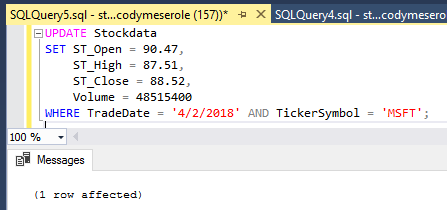 SQLQuery5.sql - st...codymeserole (157))*
SQLQuery4.sql - st...codymeserole
UPDATE Stockdata
SET ST_Open = 90.47,
ST_High = 87.51,
ST_Close = 88.52,
Volume = 48515400
WHERE TradeDate = '4/2/2018' AND TickerSymbol = 'MSFT';
100 %
Messages
(1 row affected)